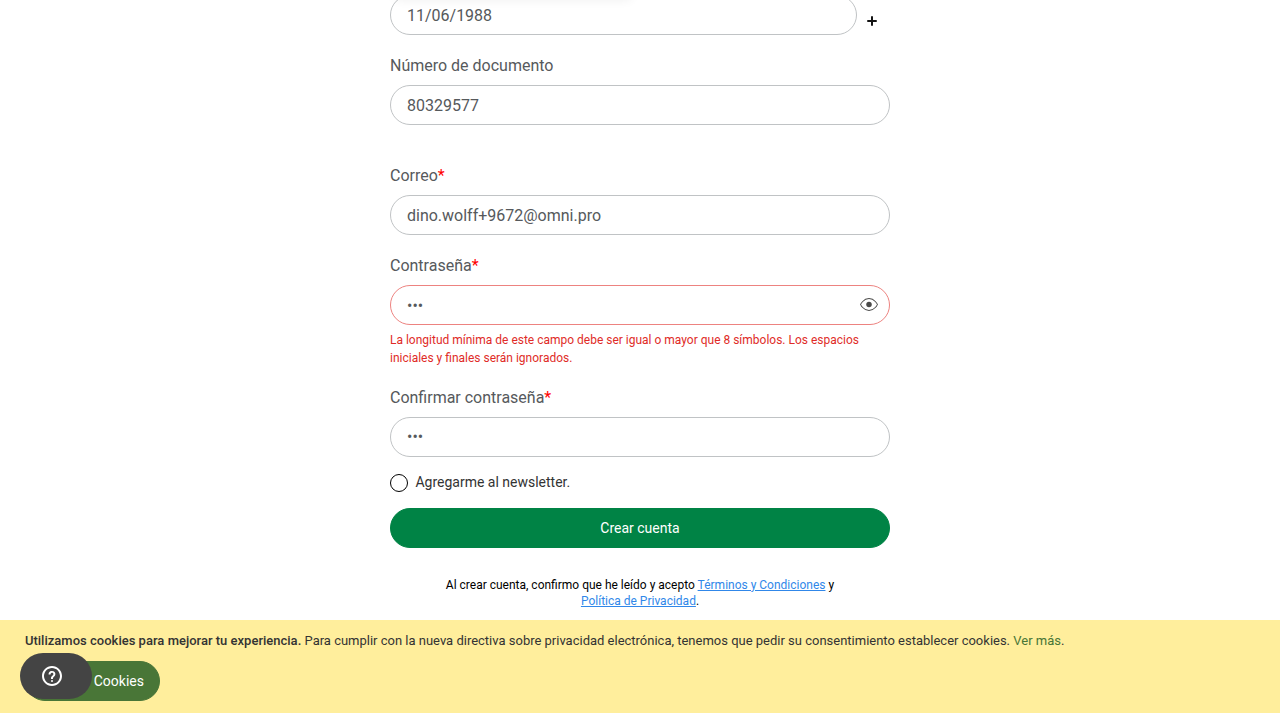 11/06/1988
+
Número de documento
80329577
Correo*
dino.wolff+9672@omni.pro
Contraseña*
•••
La longitud mínima de este campo debe ser igual o mayor que 8 símbolos. Los espacios
iniciales y finales serán ignorados.
Confirmar contraseña*
•••
Agregarme al newsletter.
Crear cuenta
Al crear cuenta, confirmo que he leído y acepto Términos y Condiciones y
Política de Privacidad.
Utilizamos cookies para mejorar tu experiencia. Para cumplir con la nueva directiva sobre privacidad electrónica, tenemos que pedir su consentimiento establecer cookies. Ver más.
Cookies